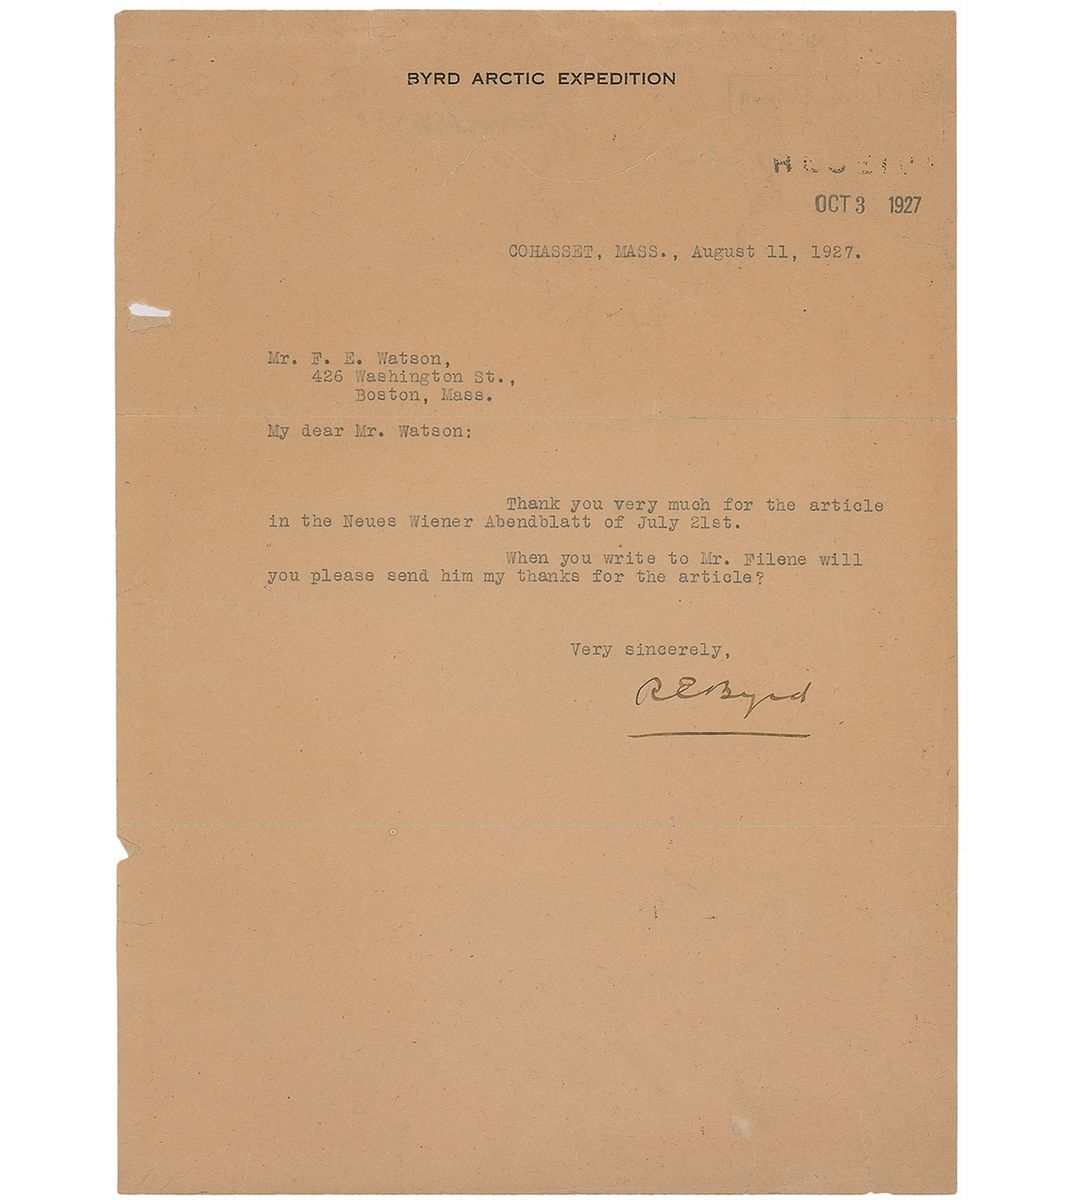 BYRD ARCTIC EXPEDITION
OCT 3 1927
COHASSET, MASS., August 11, 1927.
Mr. F. E. Watson,
426 Washington St.,
Boston, Mass.
My dear Mr. Watson:
Thank you very much for the article
in the Neues Wiener Abendblatt of July 21st.
When you write to Mr. Filene will
you please send him my thanks for the article?
Very sincerely,
R E Byrd